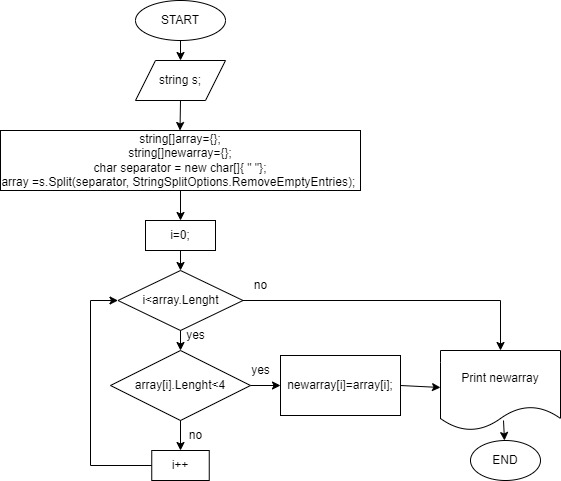 START
string s;
string[]array={};
string[]newarray={};
char separator = new char[]{ " "};
array =s.Split(separator, StringSplitOptions.RemoveEmptyEntries);
i=0;
i<array.Lenght
no
yes
array[i].Lenght<4
yes
newarray[i]=array[i];
Print newarray
no
i++
END